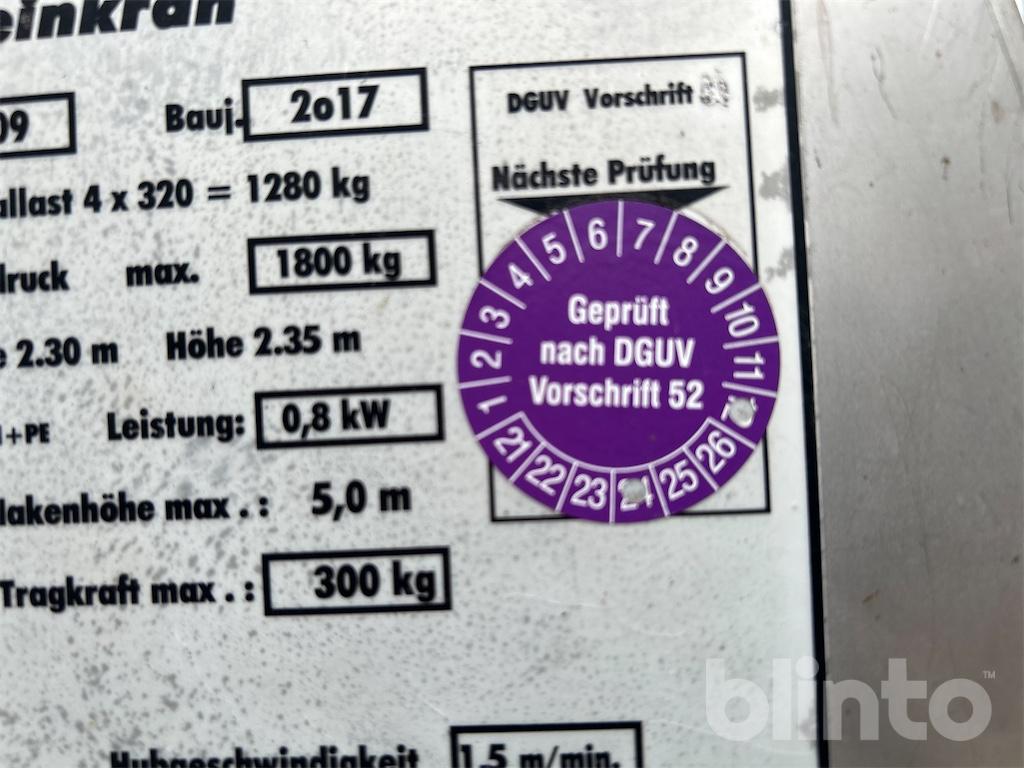 einkran
09 Bauj. 2o17
allast 4 x 320 = 1280 kg
druck max. 1800 kg
e 2.30 m Höhe 2.35 m
+PE Leistung: 0,8 kW
Hakenhöhe max . : 5,0 m
Tragkraft max . : 300 kg
Hubgeschwindigkeit 1,5 m/min.
DGUV Vorschrift
Nächste Prüfung
1 2 3 4 5 6 7 8 9 10 11
Geprüft
nach DGUV
Vorschrift 52
21 22 23 24 25 26
blinto™